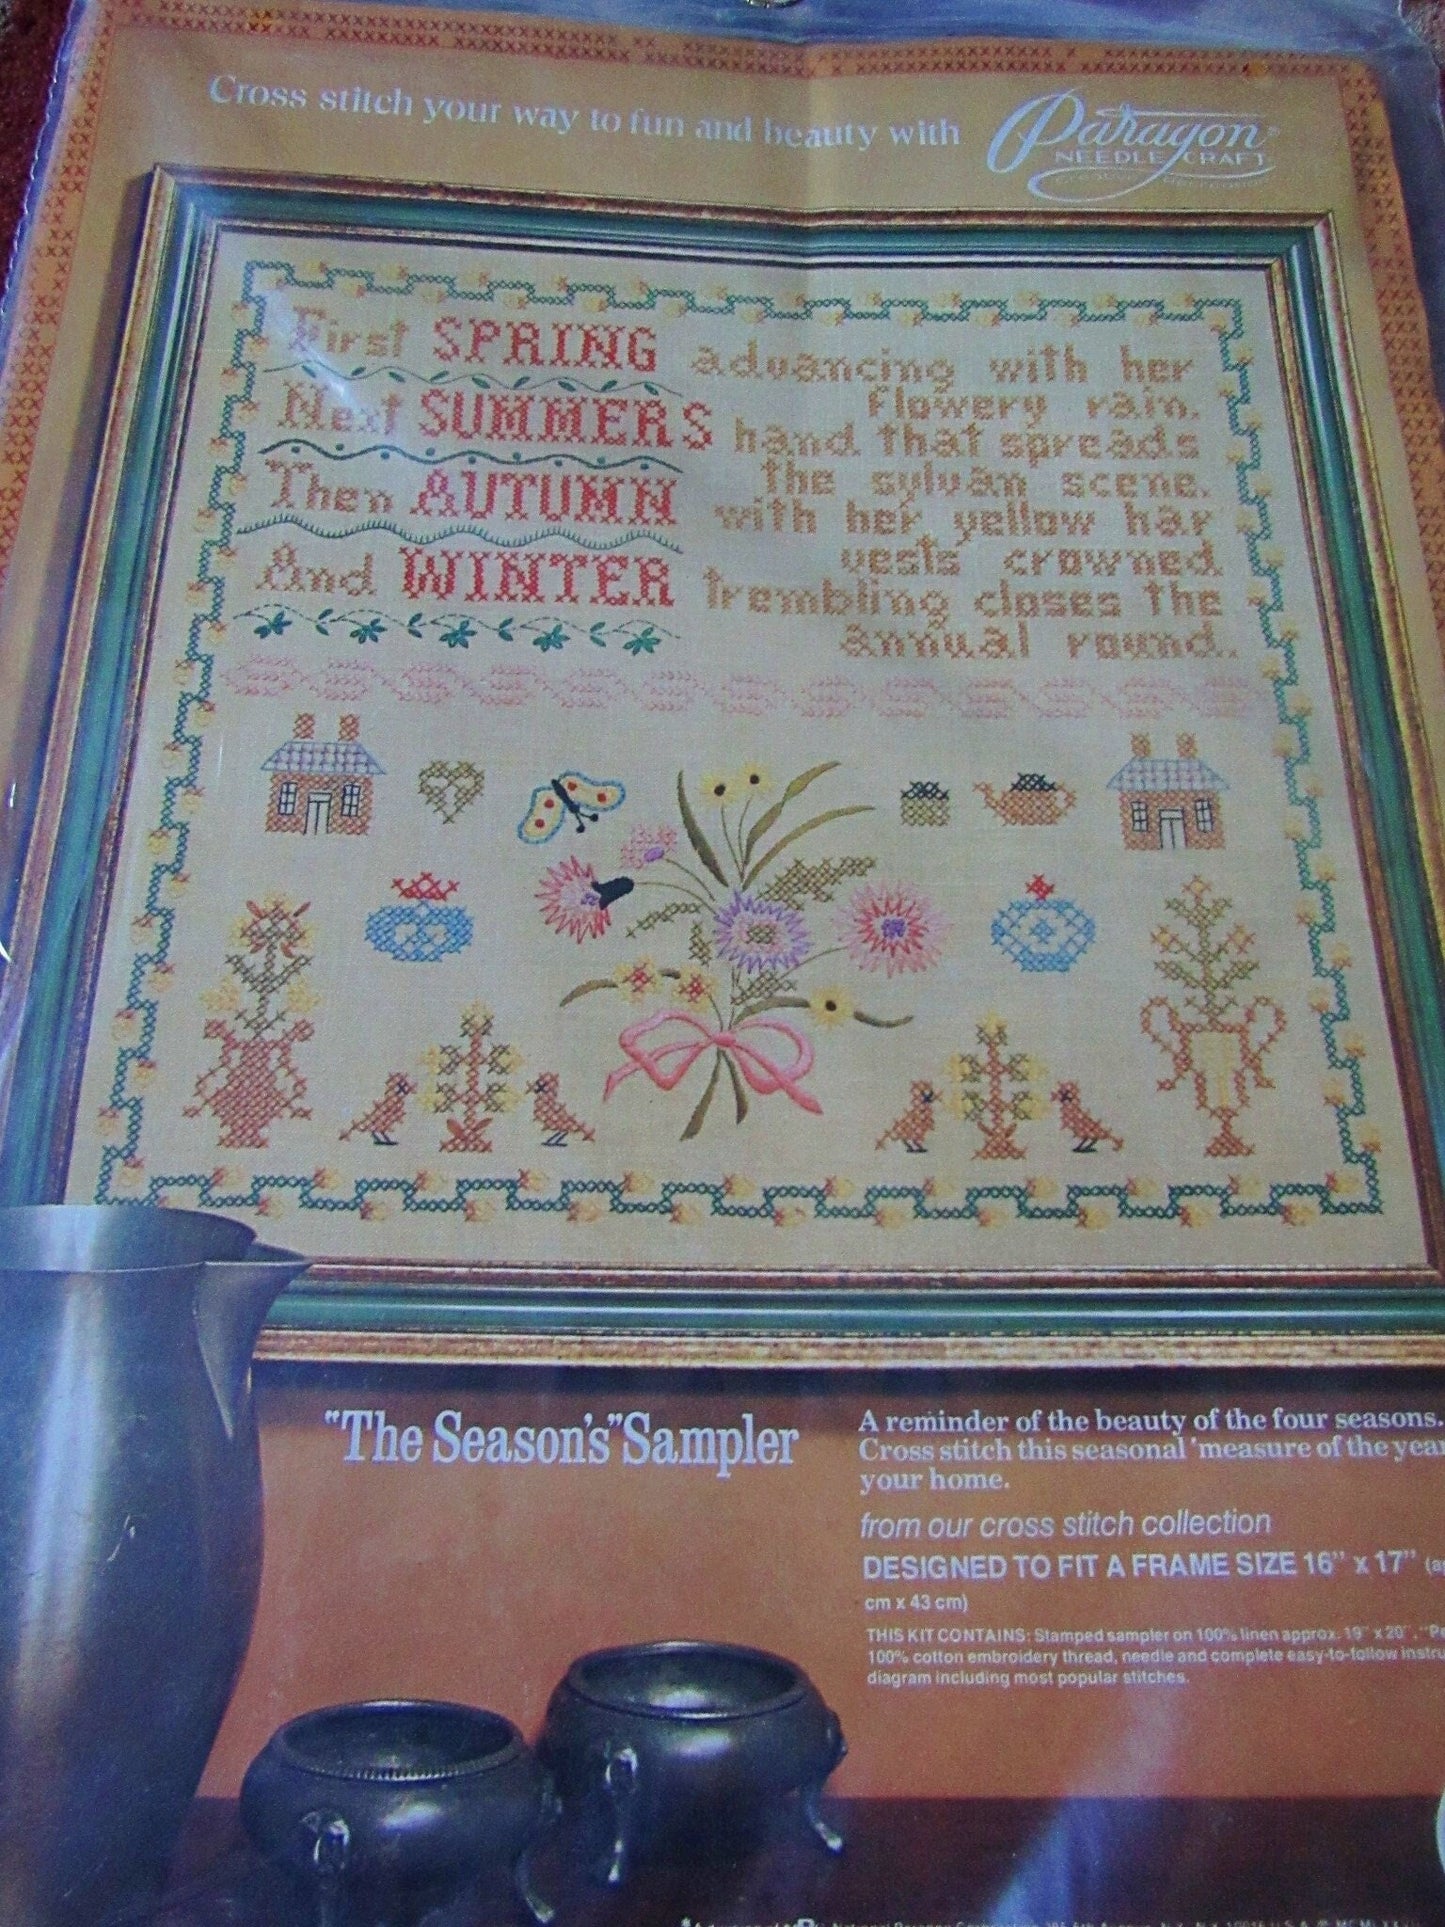 Cross stitch your way to fun and beauty with Paragon®
NEEDLE CRAFT
First SPRING advancing with her
flowery rain.
Next SUMMERS hand that spreads
the sylvan scene.
Then AUTUMN with her yellow har
vests crowned
And WINTER trembling closes the
annual round..
"The Season's" Sampler
A reminder of the beauty of the four seasons.
Cross stitch this seasonal 'measure of the year
your home.
from our cross stitch collection
DESIGNED TO FIT A FRAME SIZE 16" x 17"
cm x 43 cm)
THIS KIT CONTAINS: Stamped sampler on 100% linen approx. 19" x 20".
100% cotton embroidery thread, needle and complete easy-to-follow
diagram including most popular stitches.